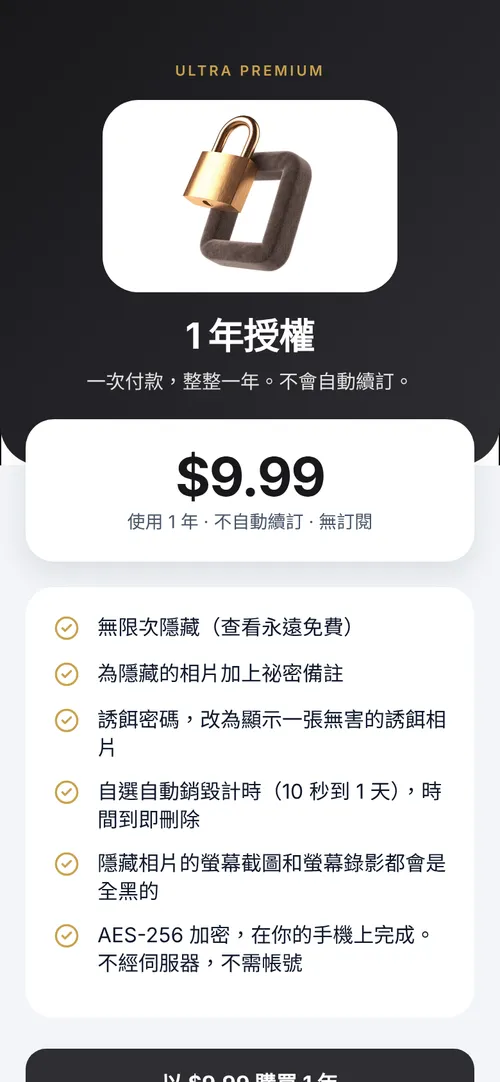 ULTRA PREMIUM
1 年授權
一次付款，整整一年。不會自動續訂。
$9.99
使用 1 年 · 不自動續訂 · 無訂閱
無限次隱藏（查看永遠免費）
為隱藏的相片加上祕密備註
誘餌密碼，改為顯示一張無害的誘餌相
片
自選自動銷毀計時（10 秒到 1 天），時
間到即刪除
隱藏相片的螢幕截圖和螢幕錄影都會是
全黑的
AES-256 加密，在你的手機上完成。
不經伺服器，不需帳號
以 $9.99 購買 1 年